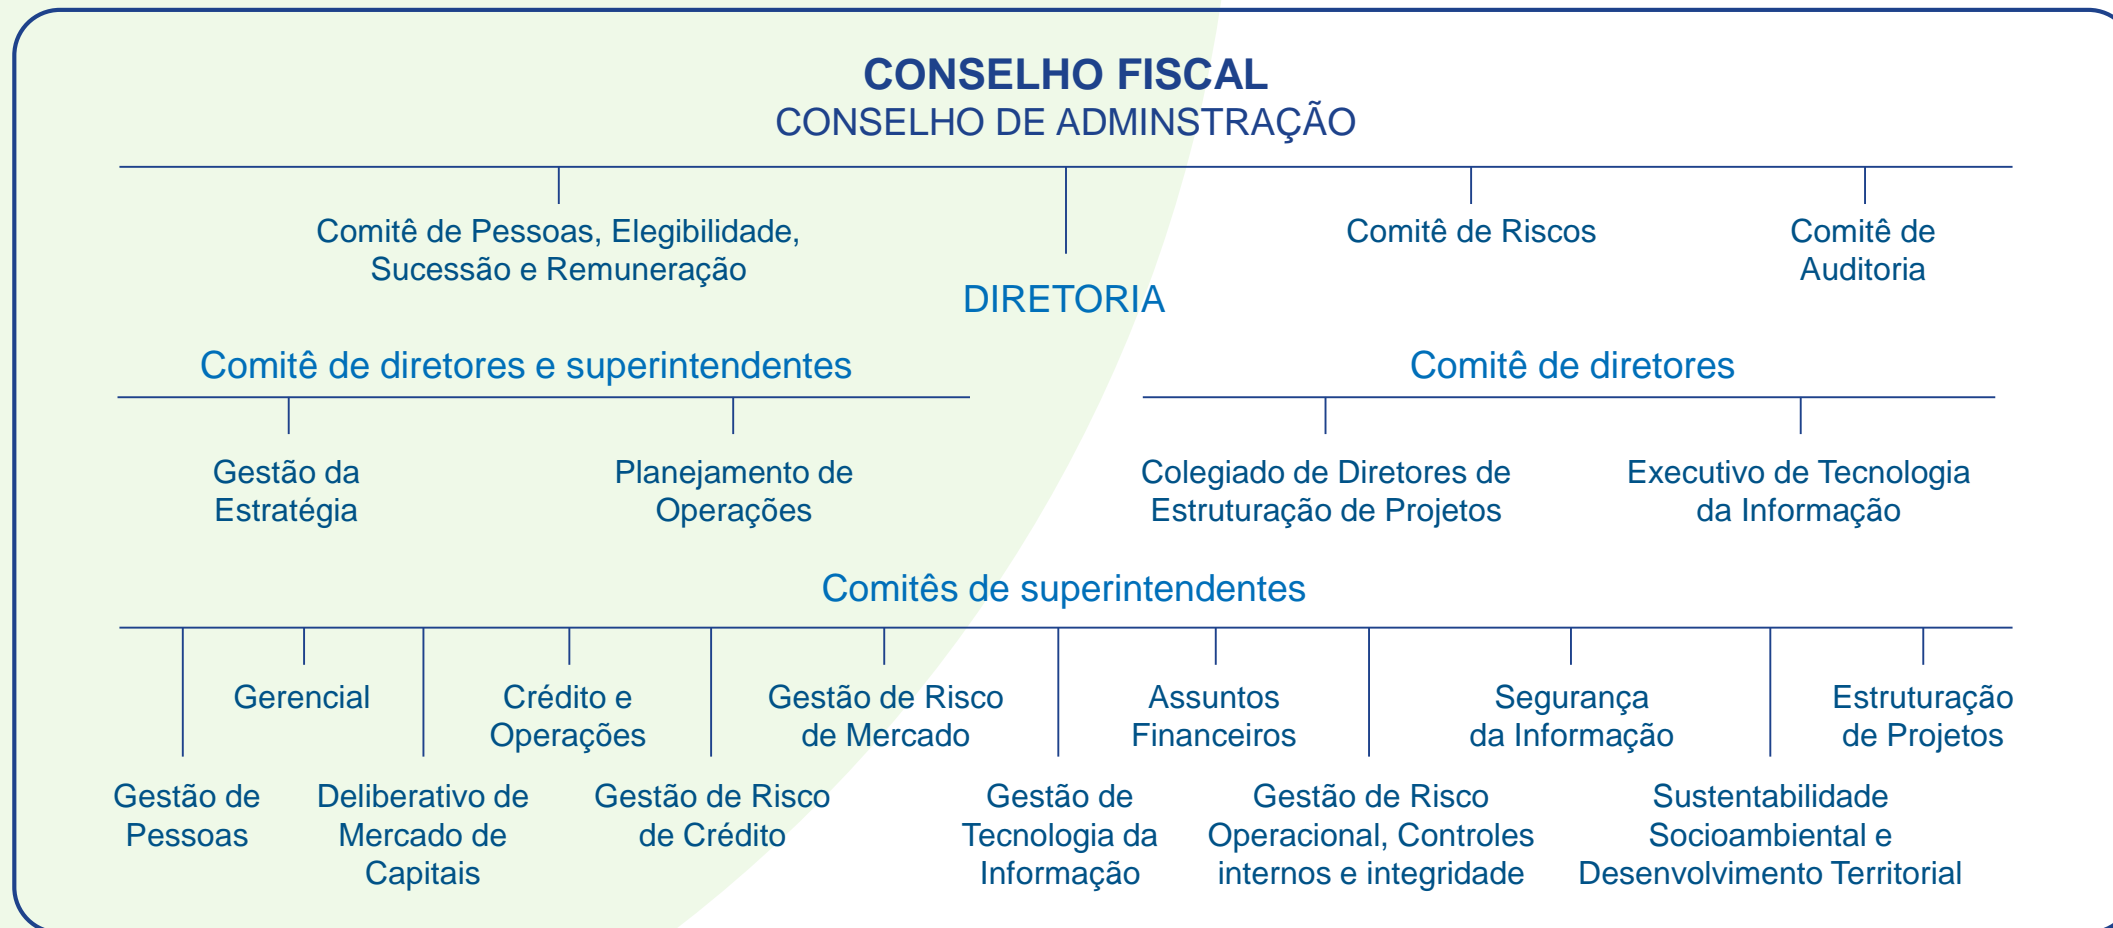 CONSELHO FISCAL
CONSELHO DE ADMINSTRAÇÃO
Comitê de Pessoas, Elegibilidade,
Sucessão e Remuneração
DIRETORIA
Comitê de Riscos
Comitê de
Auditoria
Comitê de diretores e superintendentes
Gestão da
Estratégia
Planejamento de
Operações
Comitê de diretores
Colegiado de Diretores de
Estruturação de Projetos
Executivo de Tecnologia
da Informação
Comitês de superintendentes
Gestão de
Pessoas
Gerencial
Deliberativo de
Mercado de
Capitais
Crédito e
Operações
Gestão de Risco
de Crédito
Gestão de Risco
de Mercado
Gestão de
Tecnologia da
Informação
Assuntos
Financeiros
Gestão de Risco
Operacional, Controles
internos e integridade
Segurança
da Informação
Sustentabilidade
Socioambiental e
Desenvolvimento Territorial
Estruturação
de Projetos